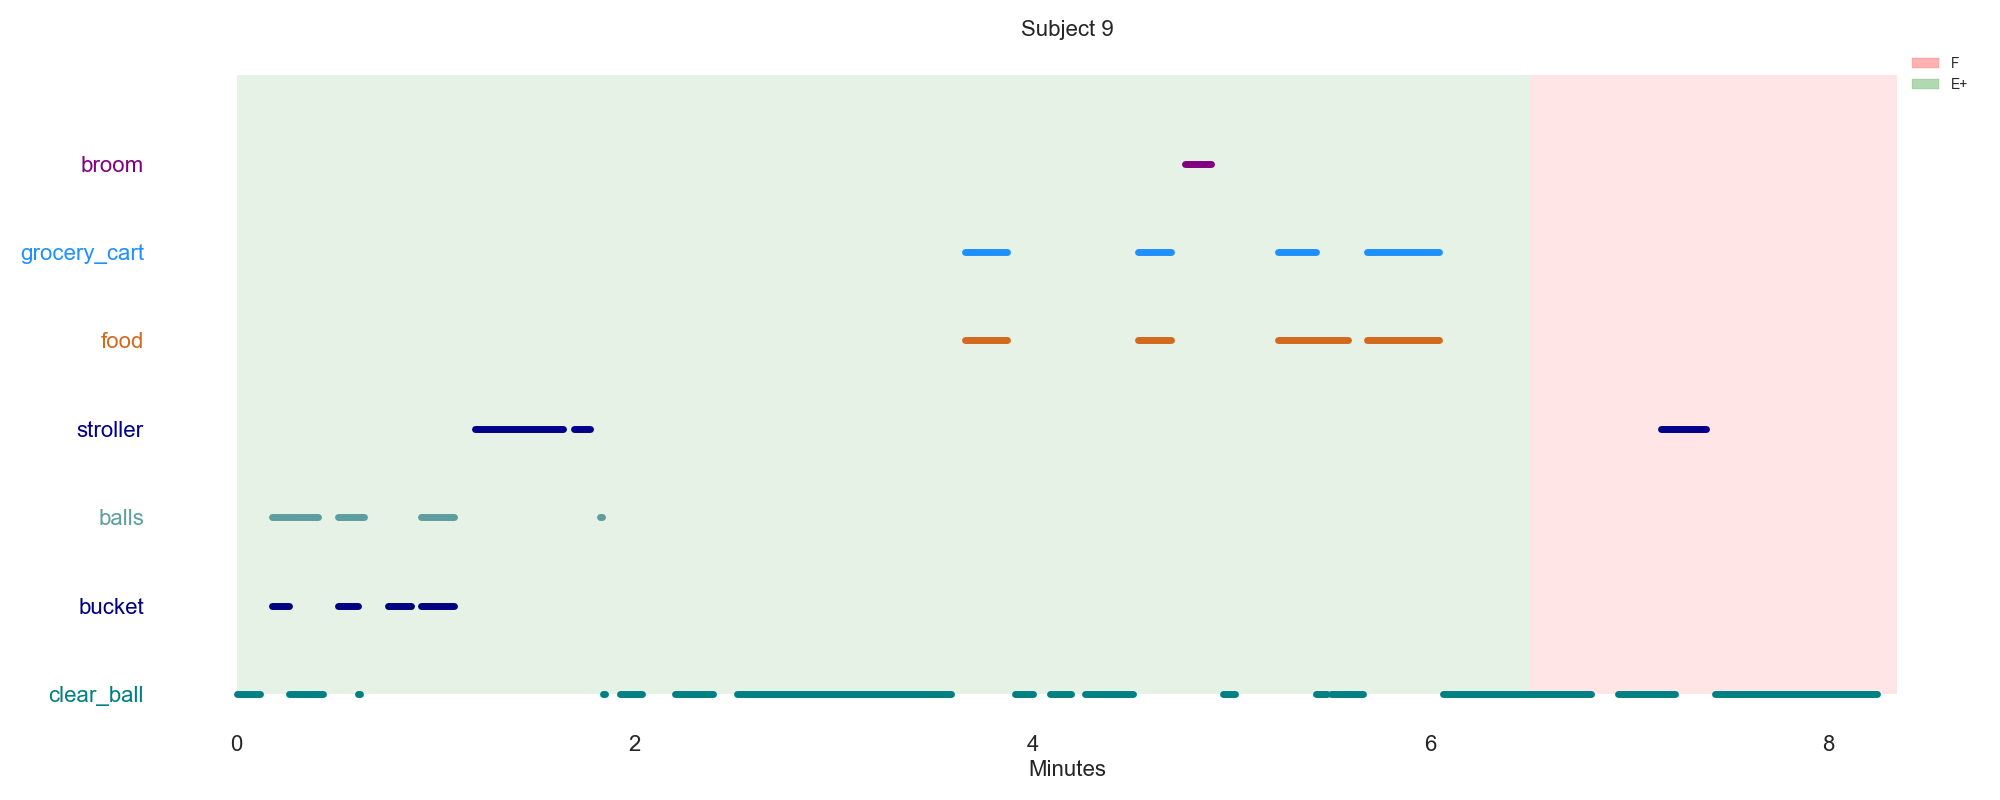 Subject 9
F
E+
broom
grocery_cart
food
stroller
balls
bucket
clear_ball
0 2 4 6 8
Minutes